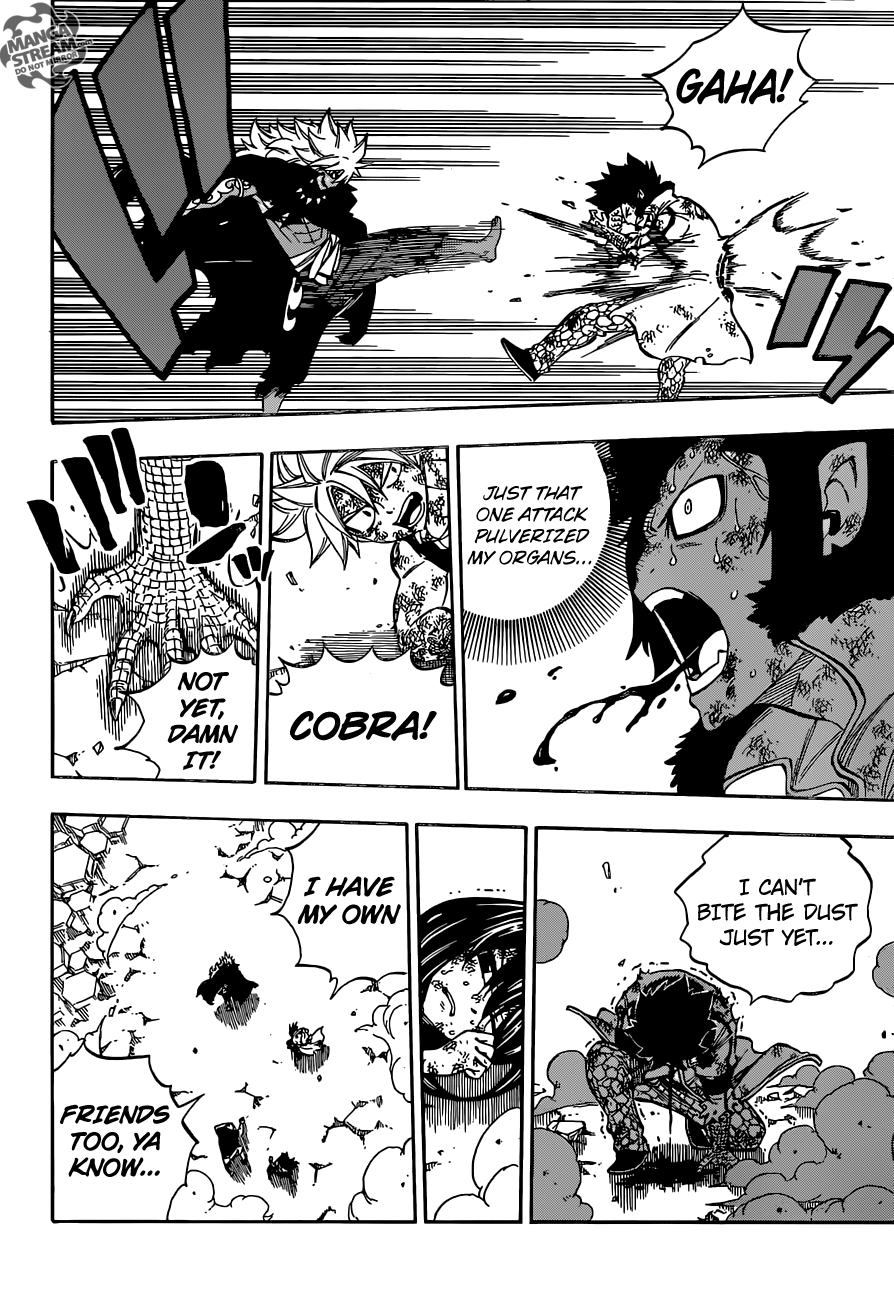 MANGA
STREAM.com
DO NOT MIRROR!
GAHA!
JUST THAT
ONE ATTACK
PULVERIZED
MY ORGANS...
COBRA!
NOT
YET,
DAMN
IT!
I CAN'T
BITE THE DUST
JUST YET...
I HAVE
MY OWN
FRIENDS
TOO, YA
KNOW...